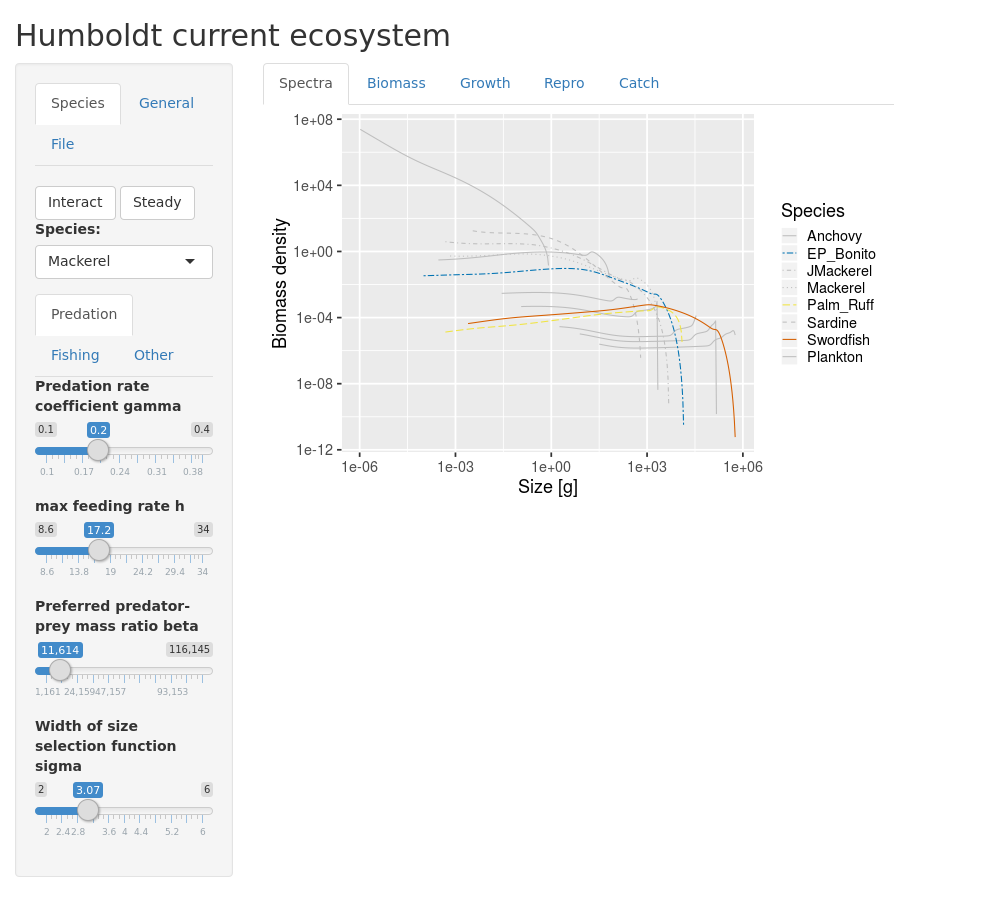 Humboldt current ecosystem
Species General
File
Interact Steady
Species:
Mackerel
Predation
Fishing Other
Predation rate
coefficient gamma
0.1 0.2 0.4
0.1 0.17 0.24 0.31 0.38
max feeding rate h
8.6 17.2 34
8.6 13.8 19 24.2 29.4 34
Preferred predator-
prey mass ratio beta
11,614 116,145
1,161 24,159 47,157 93,153
Width of size
selection function
sigma
2 3.07 6
2 2.4 2.8 3.6 4 4.4 5.2 6
Spectra Biomass Growth Repro Catch
1e+08
1e+04
1e+00
1e-04
1e-08
1e-12
Biomass density
1e-06 1e-03 1e+00 1e+03 1e+06
Size [g]
Species
Anchovy
EP_Bonito
JMackerel
Mackerel
Palm_Ruff
Sardine
Swordfish
Plankton